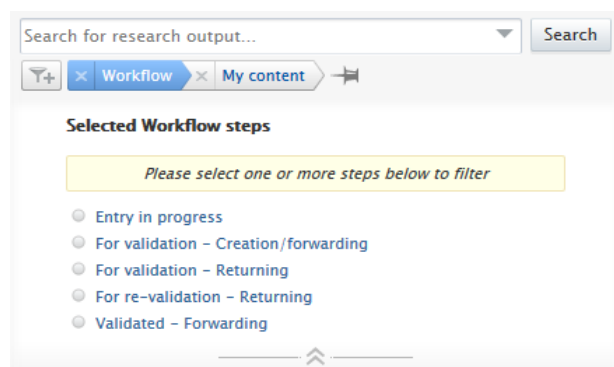 Search for research output...
Search
Workflow
My content
Selected Workflow steps
Please select one or more steps below to filter
Entry in progress
For validation – Creation/forwarding
For validation – Returning
For re-validation – Returning
Validated – Forwarding